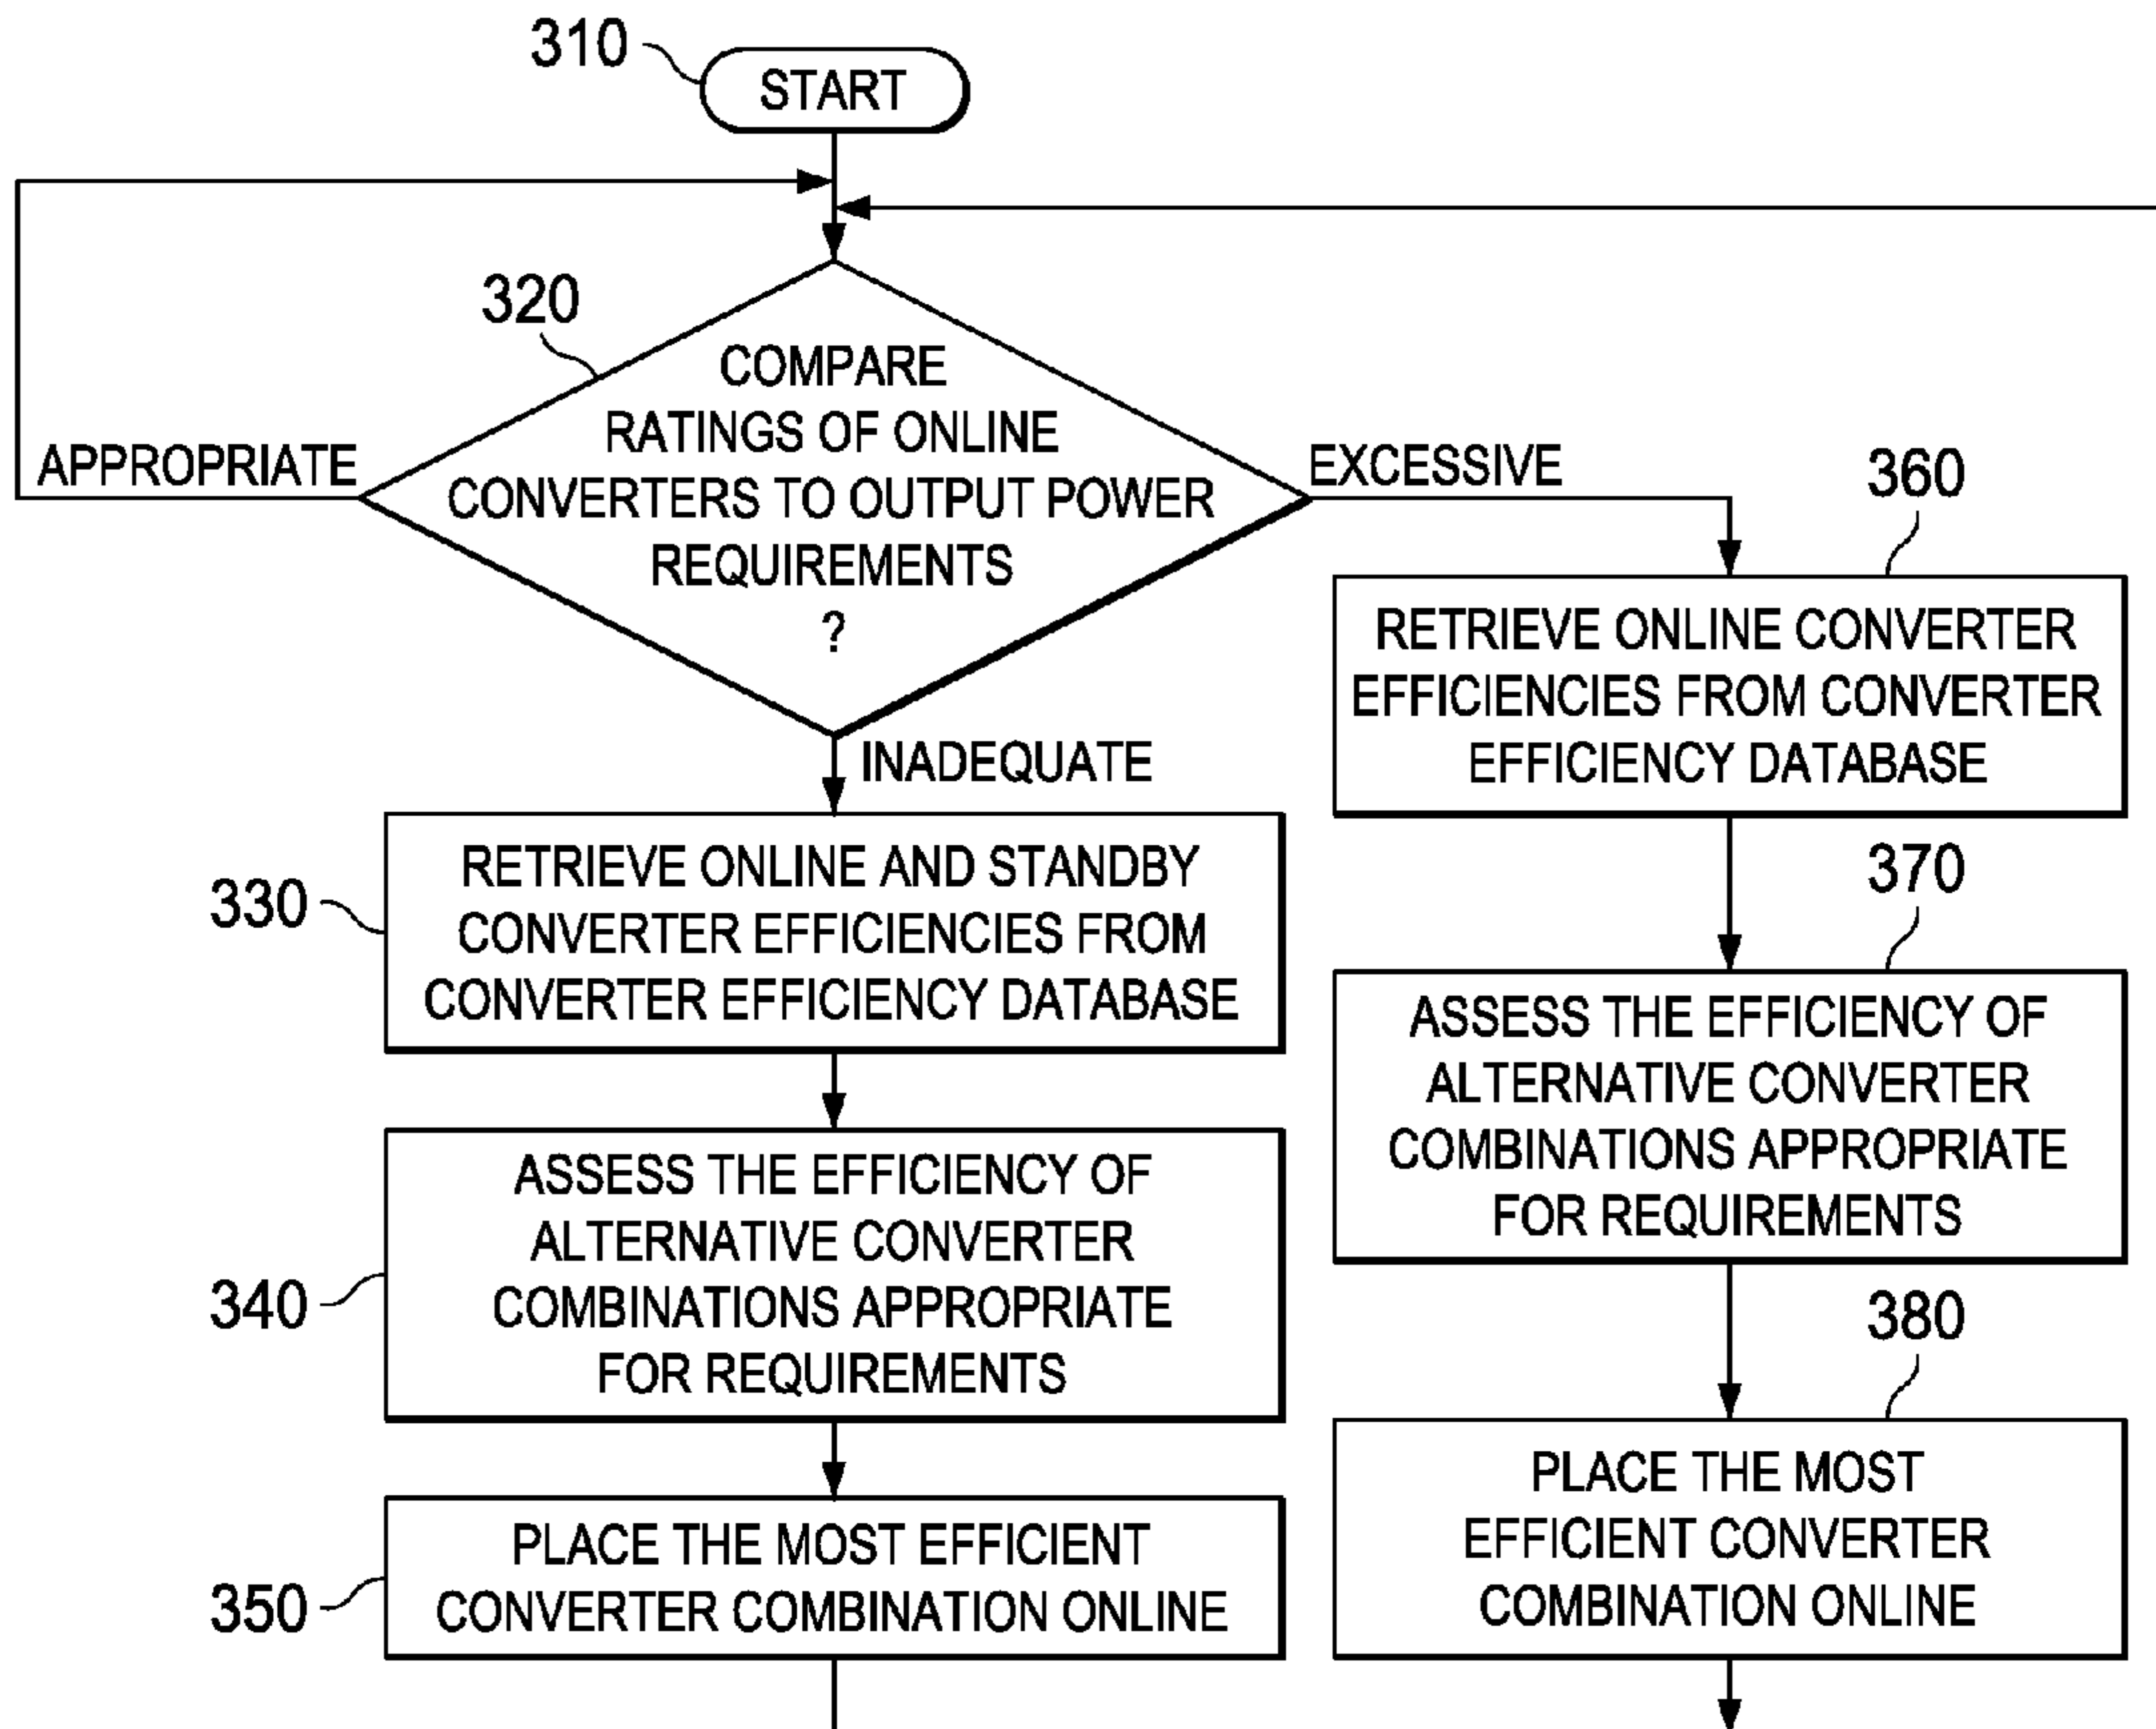 310
START
320
COMPARE
RATINGS OF ONLINE
CONVERTERS TO OUTPUT POWER
REQUIREMENTS
?
APPROPRIATE
EXCESSIVE
INADEQUATE
330
RETRIEVE ONLINE AND STANDBY
CONVERTER EFFICIENCIES FROM
CONVERTER EFFICIENCY DATABASE
340
ASSESS THE EFFICIENCY OF
ALTERNATIVE CONVERTER
COMBINATIONS APPROPRIATE
FOR REQUIREMENTS
350
PLACE THE MOST EFFICIENT
CONVERTER COMBINATION ONLINE
360
RETRIEVE ONLINE CONVERTER
EFFICIENCIES FROM CONVERTER
EFFICIENCY DATABASE
370
ASSESS THE EFFICIENCY OF
ALTERNATIVE CONVERTER
COMBINATIONS APPROPRIATE
FOR REQUIREMENTS
380
PLACE THE MOST
EFFICIENT CONVERTER
COMBINATION ONLINE